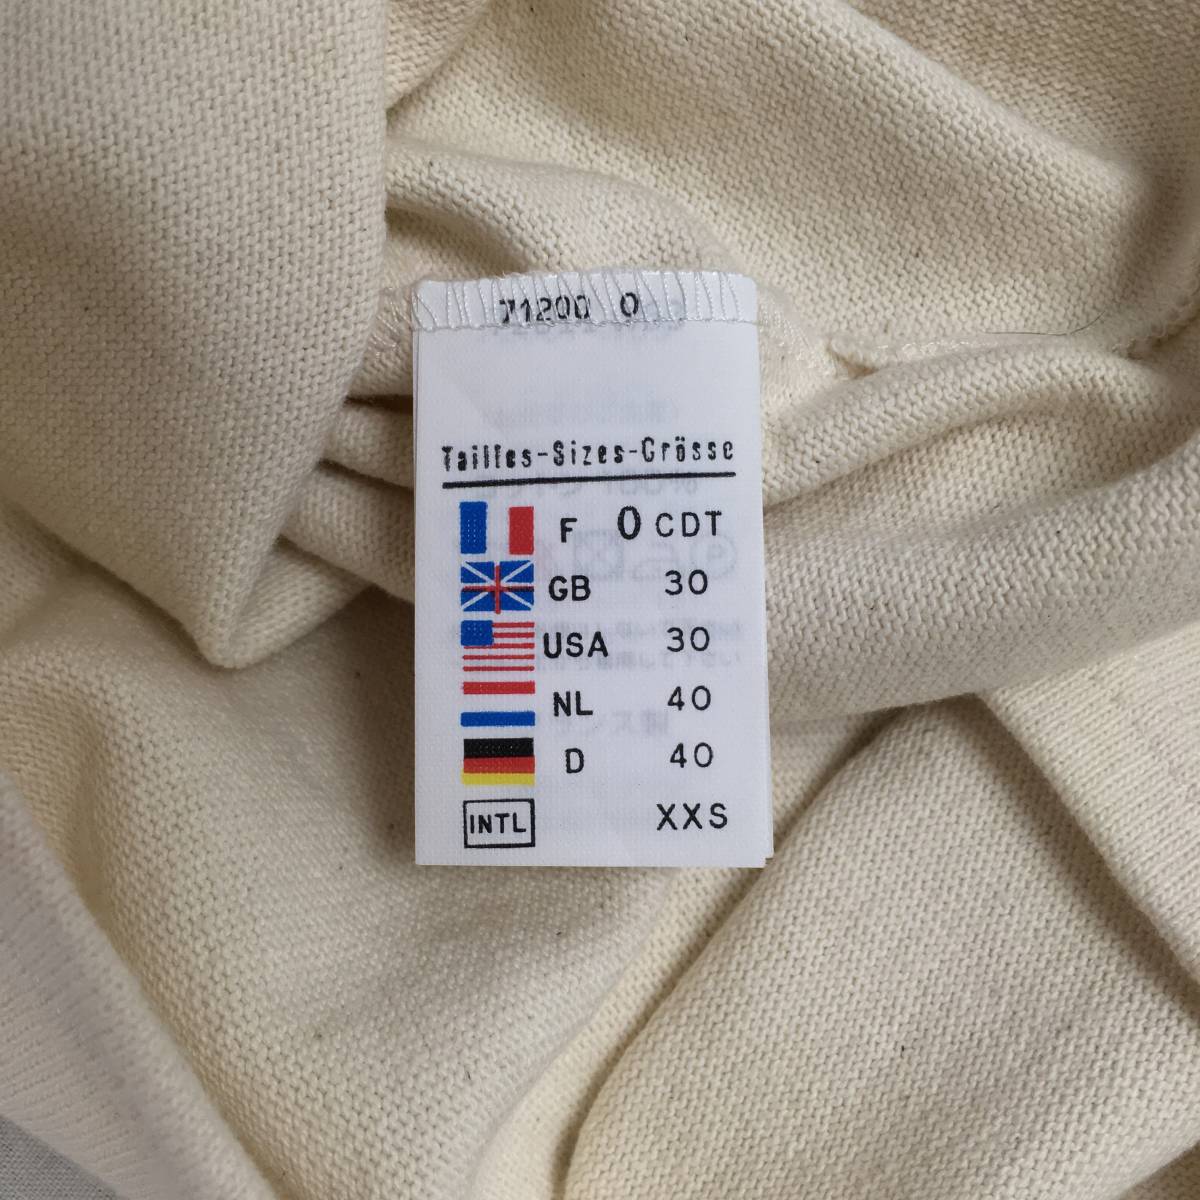 71200 0
Tailles-Sizes-Grösse
F 0 CDT
GB 30
USA 30
NL 40
D 40
INTL XXS